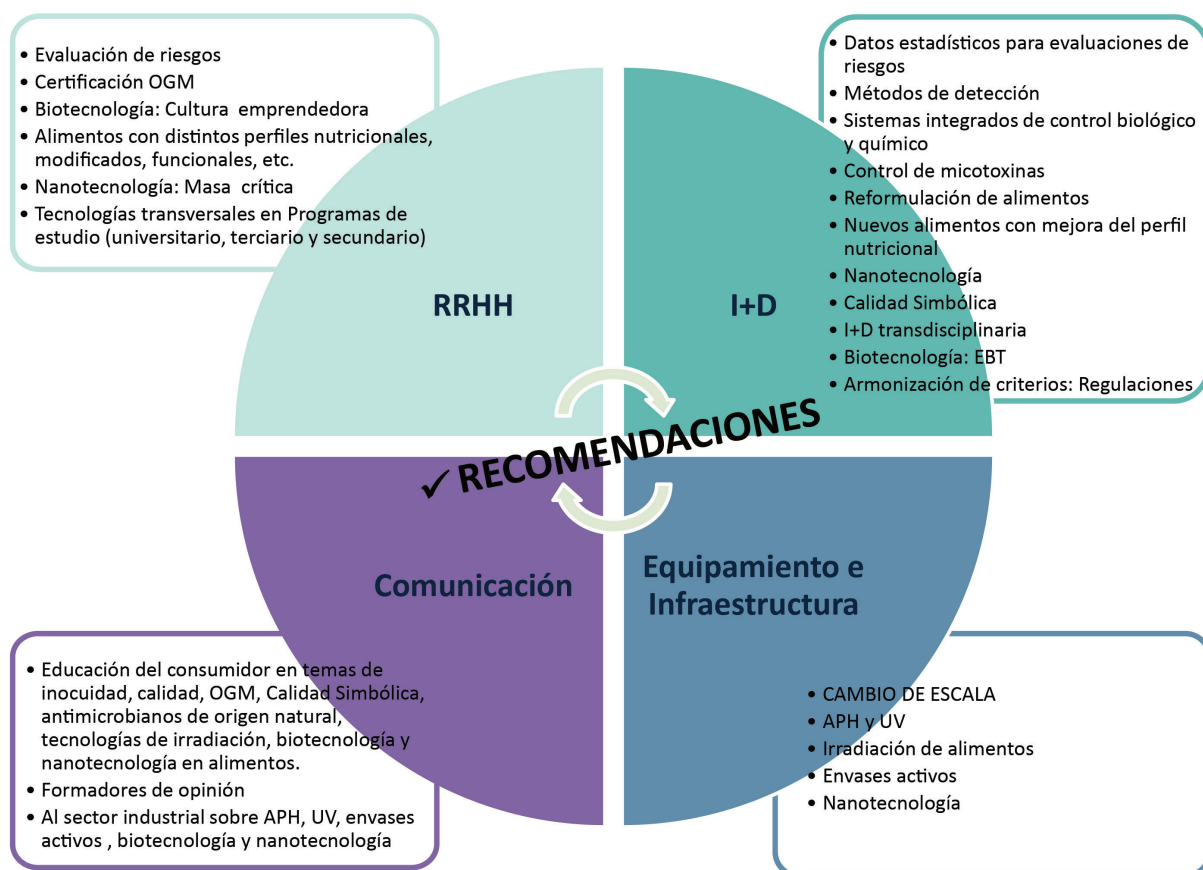 • Evaluación de riesgos
• Certificación OGM
• Biotecnología: Cultura emprendedora
• Alimentos con distintos perfiles nutricionales,
modificados, funcionales, etc.
• Nanotecnología: Masa crítica
• Tecnologías transversales en Programas de
estudio (universitario, terciario y secundario)
RRHH
• Datos estadísticos para evaluaciones de
riesgos
• Métodos de detección
• Sistemas integrados de control biológico
y químico
• Control de micotoxinas
• Reformulación de alimentos
• Nuevos alimentos con mejora del perfil
nutricional
• Nanotecnología
• Calidad Simbólica
• I+D transdisciplinaria
• Biotecnología: EBT
• Armonización de criterios: Regulaciones
I+D
✓ RECOMENDACIONES
Comunicación
• Educación del consumidor en temas de
inocuidad, calidad, OGM, Calidad Simbólica,
antimicrobianos de origen natural,
tecnologías de irradiación, biotecnología y
nanotecnología en alimentos.
• Formadores de opinión
• Al sector industrial sobre APH, UV, envases
activos , biotecnología y nanotecnología
Equipamiento e
Infraestructura
• CAMBIO DE ESCALA
• APH y UV
• Irradiación de alimentos
• Envases activos
• Nanotecnología